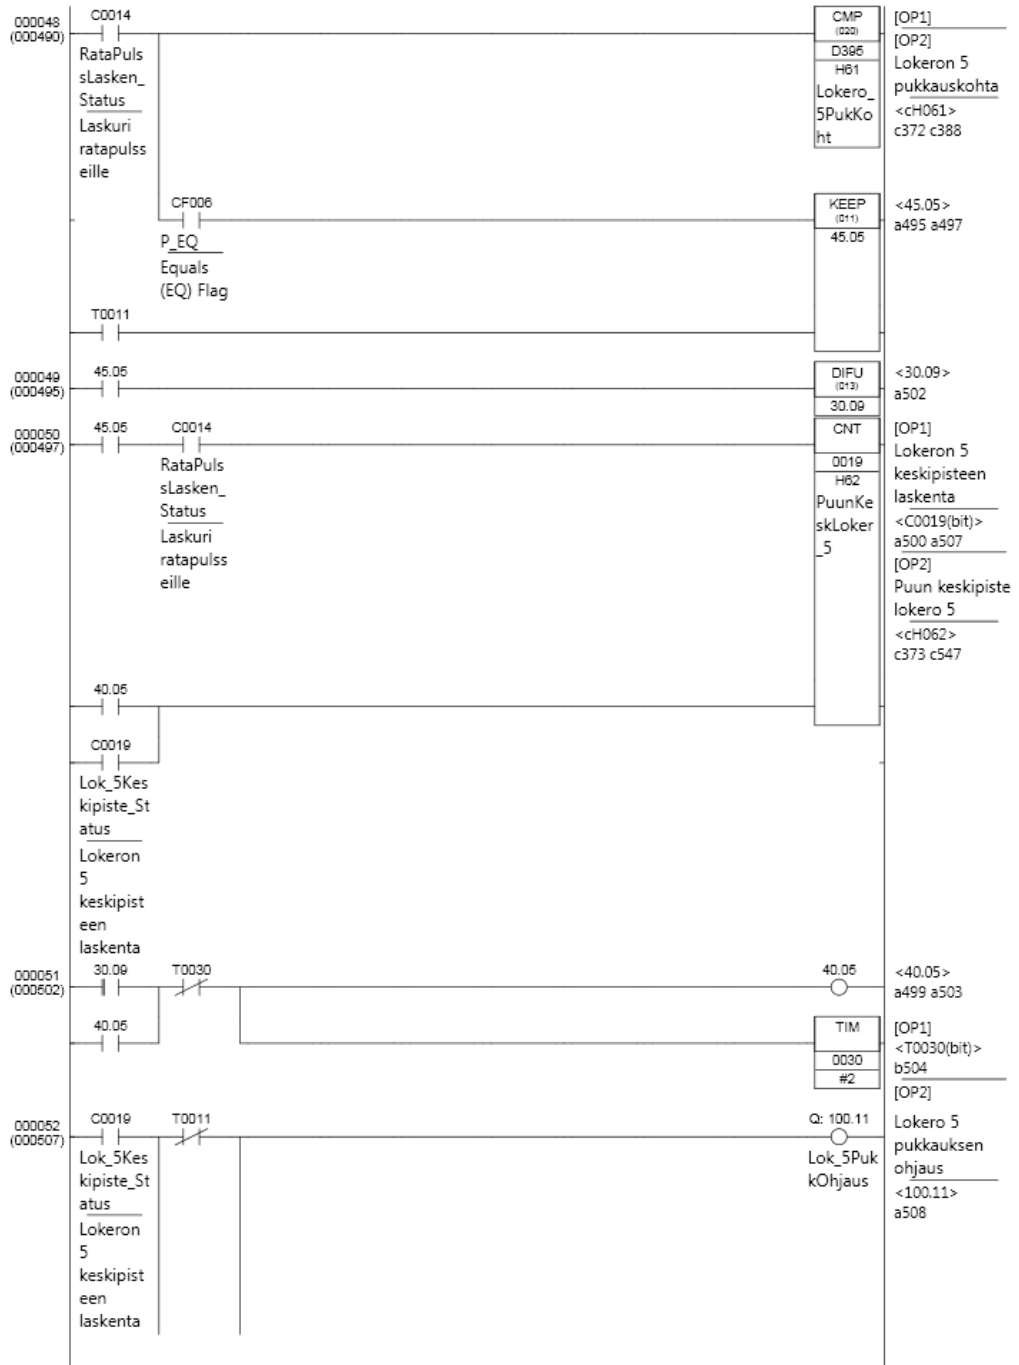 000048
(000490)
C0014
RataPuls
sLasken_
Status
Laskuri
ratapulss
eille
CMP
(020)
D395
H61
Lokero_
5PukKo
ht
[OP1]
[OP2]
Lokeron 5
pukkauskohta
<cH061>
c372 c388
CF006
P_EQ
Equals
(EQ) Flag
KEEP
(011)
45.05
<45.05>
a495 a497
T0011
000049
(000495)
45.05
DIFU
(013)
30.09
<30.09>
a502
000050
(000497)
45.05
C0014
RataPuls
sLasken_
Status
Laskuri
ratapulss
eille
CNT
0019
H62
PuunKe
skLoker
_5
[OP1]
Lokeron 5
keskipisteen
laskenta
<C0019(bit)>
a500 a507
[OP2]
Puun keskipiste
lokero 5
<cH062>
c373 c547
40.05
C0019
Lok_5Kes
kipiste_St
atus
Lokeron
5
keskipist
een
laskenta
000051
(000502)
30.09
T0030
40.05
<40.05>
a499 a503
40.05
TIM
0030
#2
[OP1]
<T0030(bit)>
b504
[OP2]
000052
(000507)
C0019
Lok_5Kes
kipiste_St
atus
Lokeron
5
keskipist
een
laskenta
T0011
Q: 100.11
Lok_5Puk
kOhjaus
Lokero 5
pukkauksen
ohjaus
<100.11>
a508